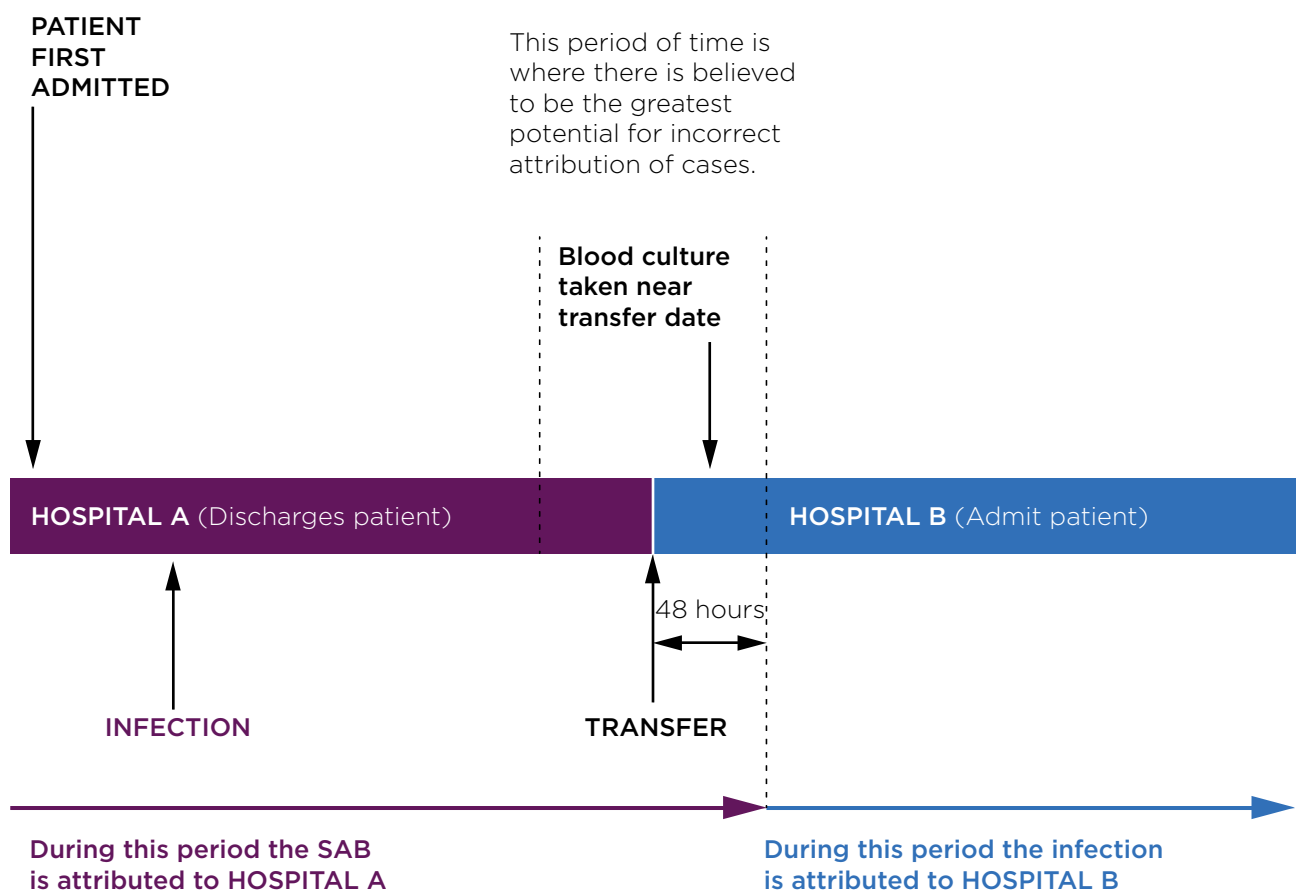 PATIENT
FIRST
ADMITTED
This period of time is
where there is believed
to be the greatest
potential for incorrect
attribution of cases.
Blood culture
taken near
transfer date
HOSPITAL A (Discharges patient)
HOSPITAL B (Admit patient)
48 hours
INFECTION
TRANSFER
During this period the SAB
is attributed to HOSPITAL A
During this period the infection
is attributed to HOSPITAL B